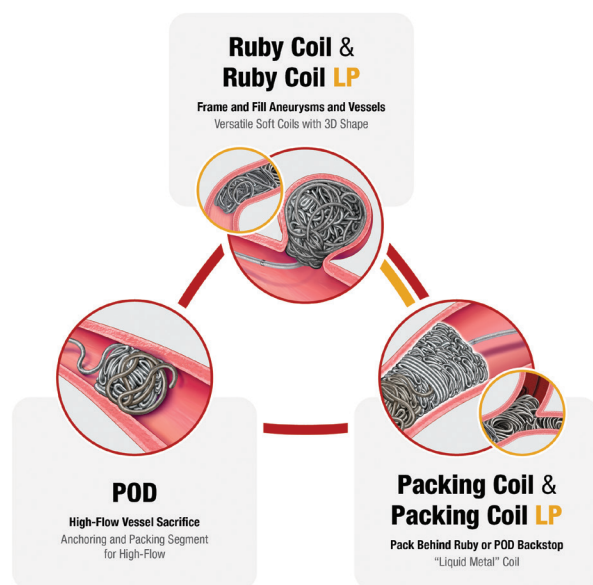 Ruby Coil &
Ruby Coil LP
Frame and Fill Aneurysms and Vessels
Versatile Soft Coils with 3D Shape
POD
High-Flow Vessel Sacrifice
Anchoring and Packing Segment
for High-Flow
Packing Coil &
Packing Coil LP
Pack Behind Ruby or POD Backstop
“Liquid Metal” Coil